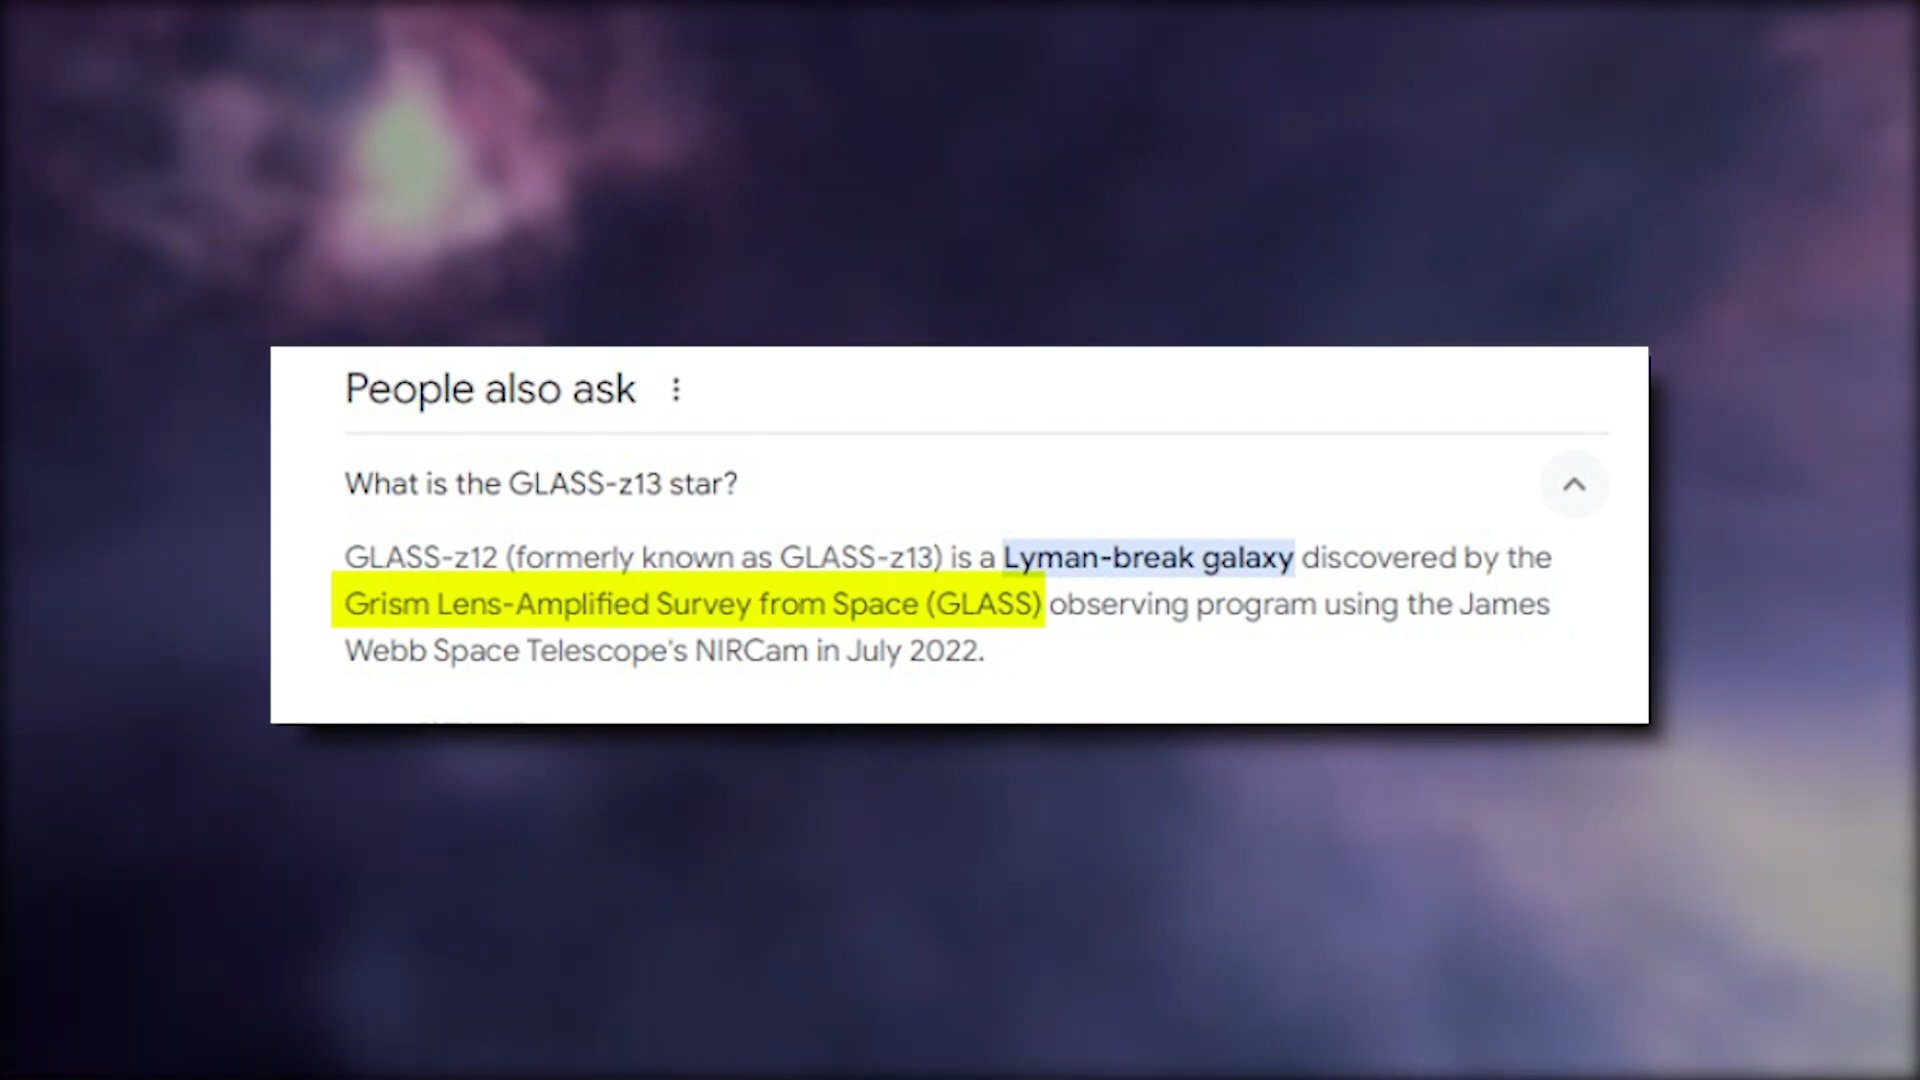 People also ask
What is the GLASS-z13 star?
GLASS-z12 (formerly known as GLASS-z13) is a Lyman-break galaxy discovered by the
Grism Lens-Amplified Survey from Space (GLASS) observing program using the James
Webb Space Telescope's NIRCam in July 2022.